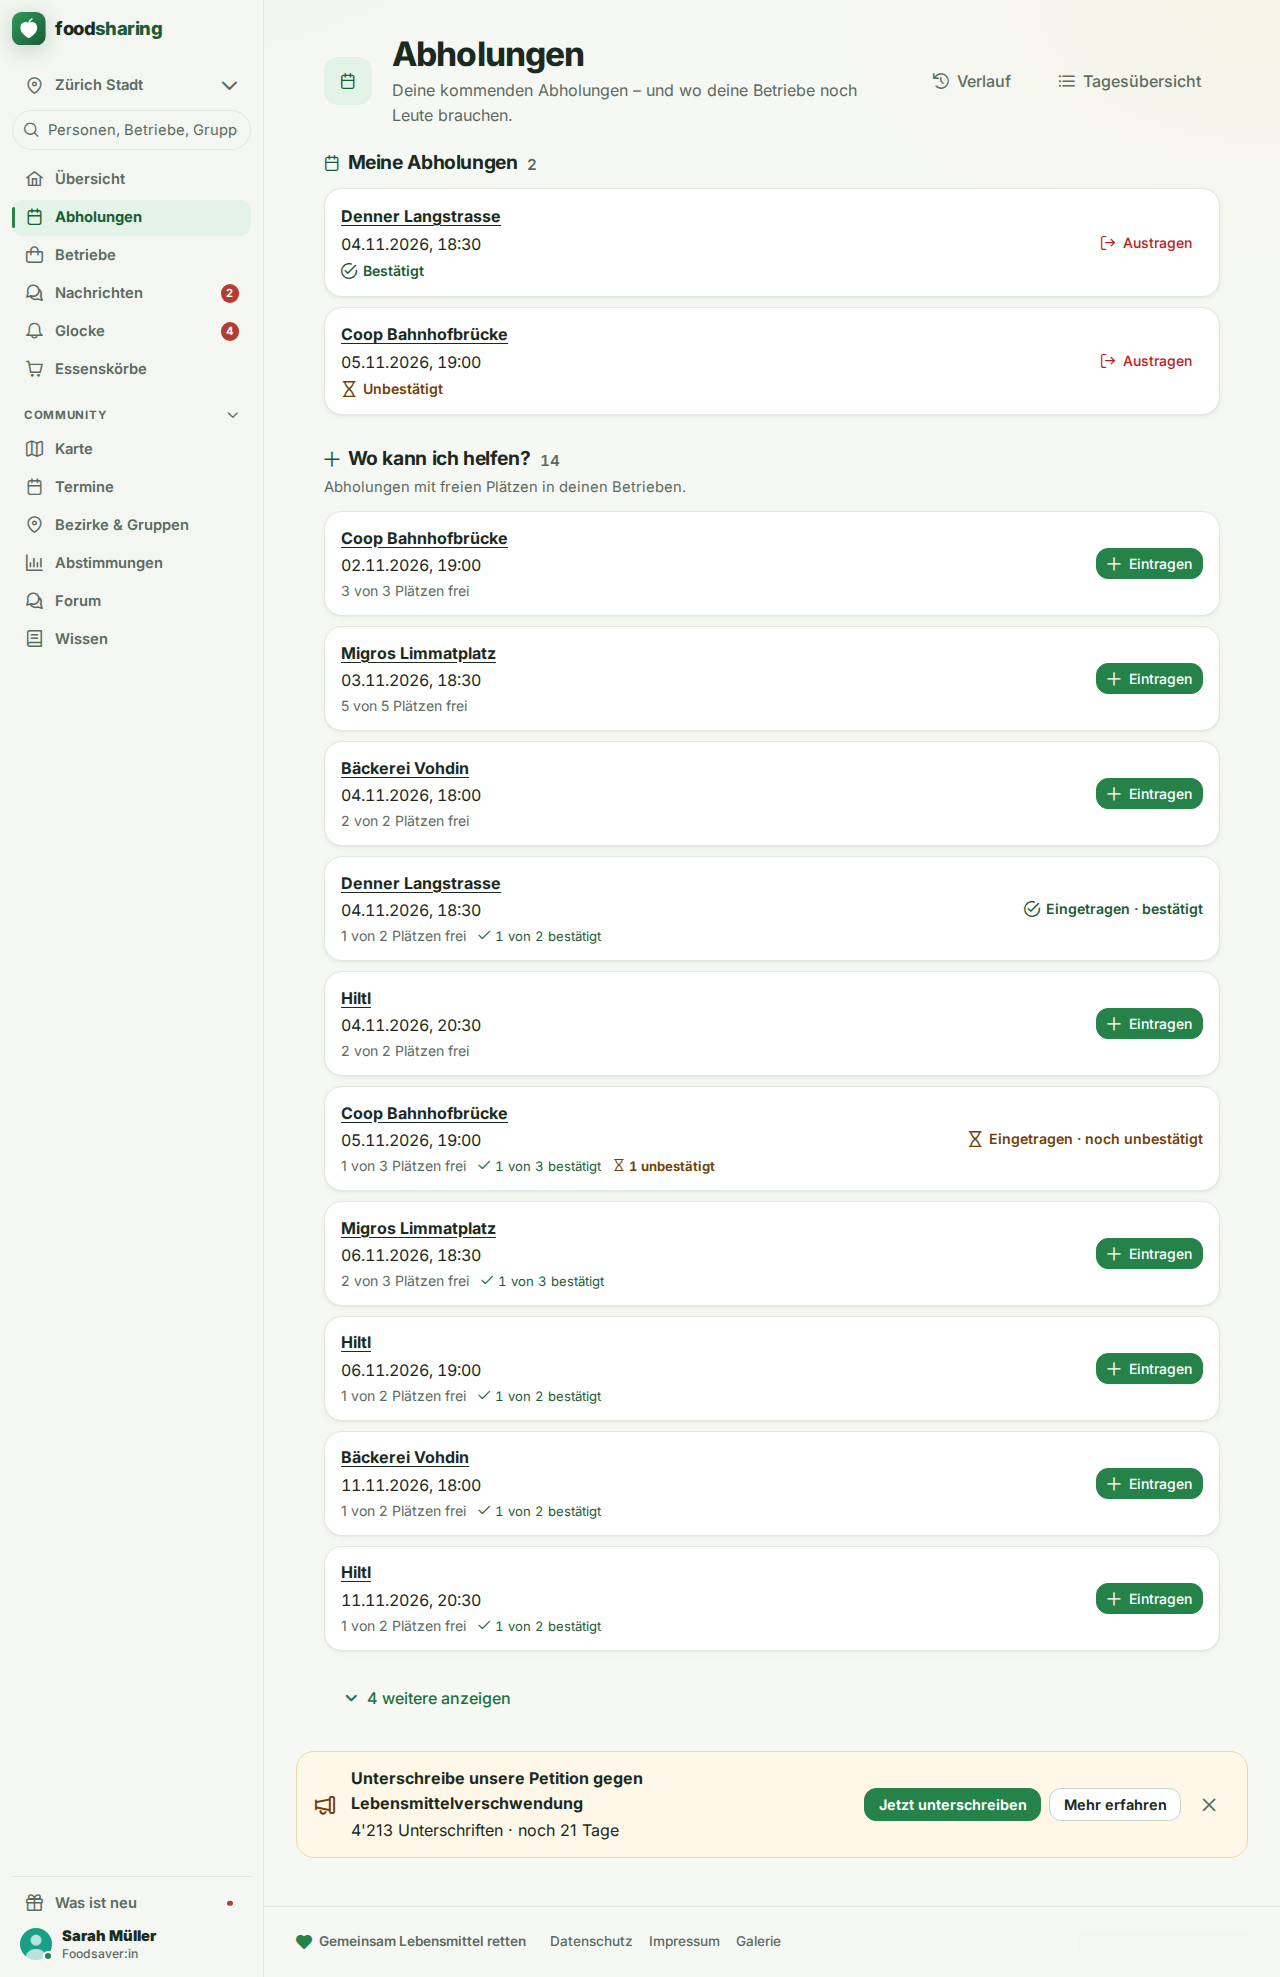 foodsharing
Zürich Stadt
Personen, Betriebe, Grupp
Übersicht
Abholungen
Betriebe
Nachrichten 2
Glocke 4
Essenskörbe
COMMUNITY
Karte
Termine
Bezirke & Gruppen
Abstimmungen
Forum
Wissen
Was ist neu
Sarah Müller
Foodsaver:in
Abholungen
Deine kommenden Abholungen – und wo deine Betriebe noch
Leute brauchen.
Verlauf
Tagesübersicht
Meine Abholungen 2
Denner Langstrasse
04.11.2026, 18:30
Bestätigt
Austragen
Coop Bahnhofbrücke
05.11.2026, 19:00
Unbestätigt
Austragen
Wo kann ich helfen? 14
Abholungen mit freien Plätzen in deinen Betrieben.
Coop Bahnhofbrücke
02.11.2026, 19:00
3 von 3 Plätzen frei
Eintragen
Migros Limmatplatz
03.11.2026, 18:30
5 von 5 Plätzen frei
Eintragen
Bäckerei Vohdin
04.11.2026, 18:00
2 von 2 Plätzen frei
Eintragen
Denner Langstrasse
04.11.2026, 18:30
1 von 2 Plätzen frei 1 von 2 bestätigt
Eingetragen · bestätigt
Hiltl
04.11.2026, 20:30
2 von 2 Plätzen frei
Eintragen
Coop Bahnhofbrücke
05.11.2026, 19:00
1 von 3 Plätzen frei 1 von 3 bestätigt 1 unbestätigt
Eingetragen · noch unbestätigt
Migros Limmatplatz
06.11.2026, 18:30
2 von 3 Plätzen frei 1 von 3 bestätigt
Eintragen
Hiltl
06.11.2026, 19:00
1 von 2 Plätzen frei 1 von 2 bestätigt
Eintragen
Bäckerei Vohdin
11.11.2026, 18:00
1 von 2 Plätzen frei 1 von 2 bestätigt
Eintragen
Hiltl
11.11.2026, 20:30
1 von 2 Plätzen frei 1 von 2 bestätigt
Eintragen
4 weitere anzeigen
Unterschreibe unsere Petition gegen
Lebensmittelverschwendung
4'213 Unterschriften · noch 21 Tage
Jetzt unterschreiben
Mehr erfahren
Gemeinsam Lebensmittel retten Datenschutz Impressum Galerie